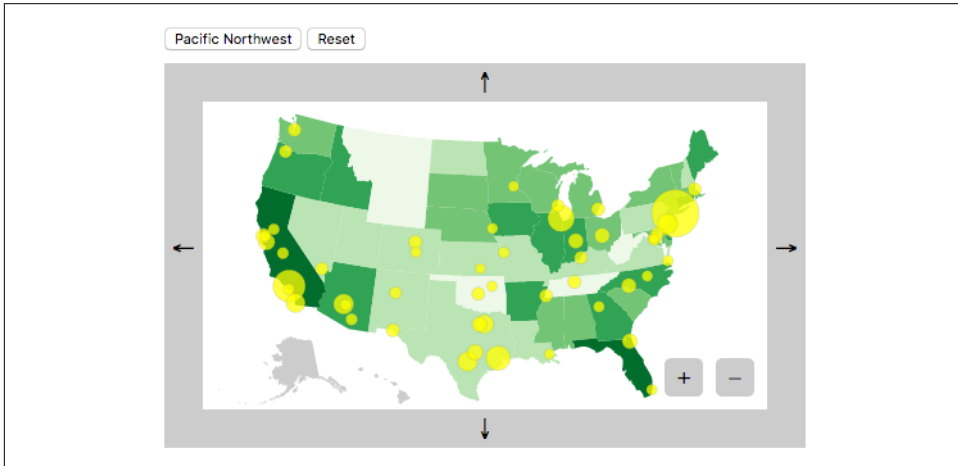 Pacific Northwest Reset
↑
← →
+ −
↓